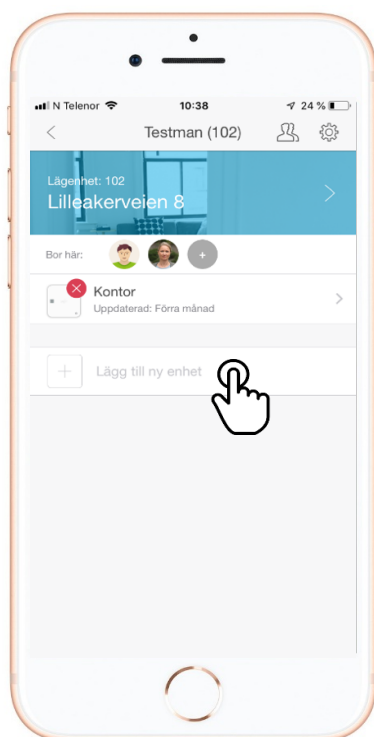 N Telenor 10:38 24 %
Testman (102)
Lägenhet: 102
Lilleakerveien 8
Bor här: +
Kontor
Uppdaterad: Förra månad
+ Lägg till ny enhet